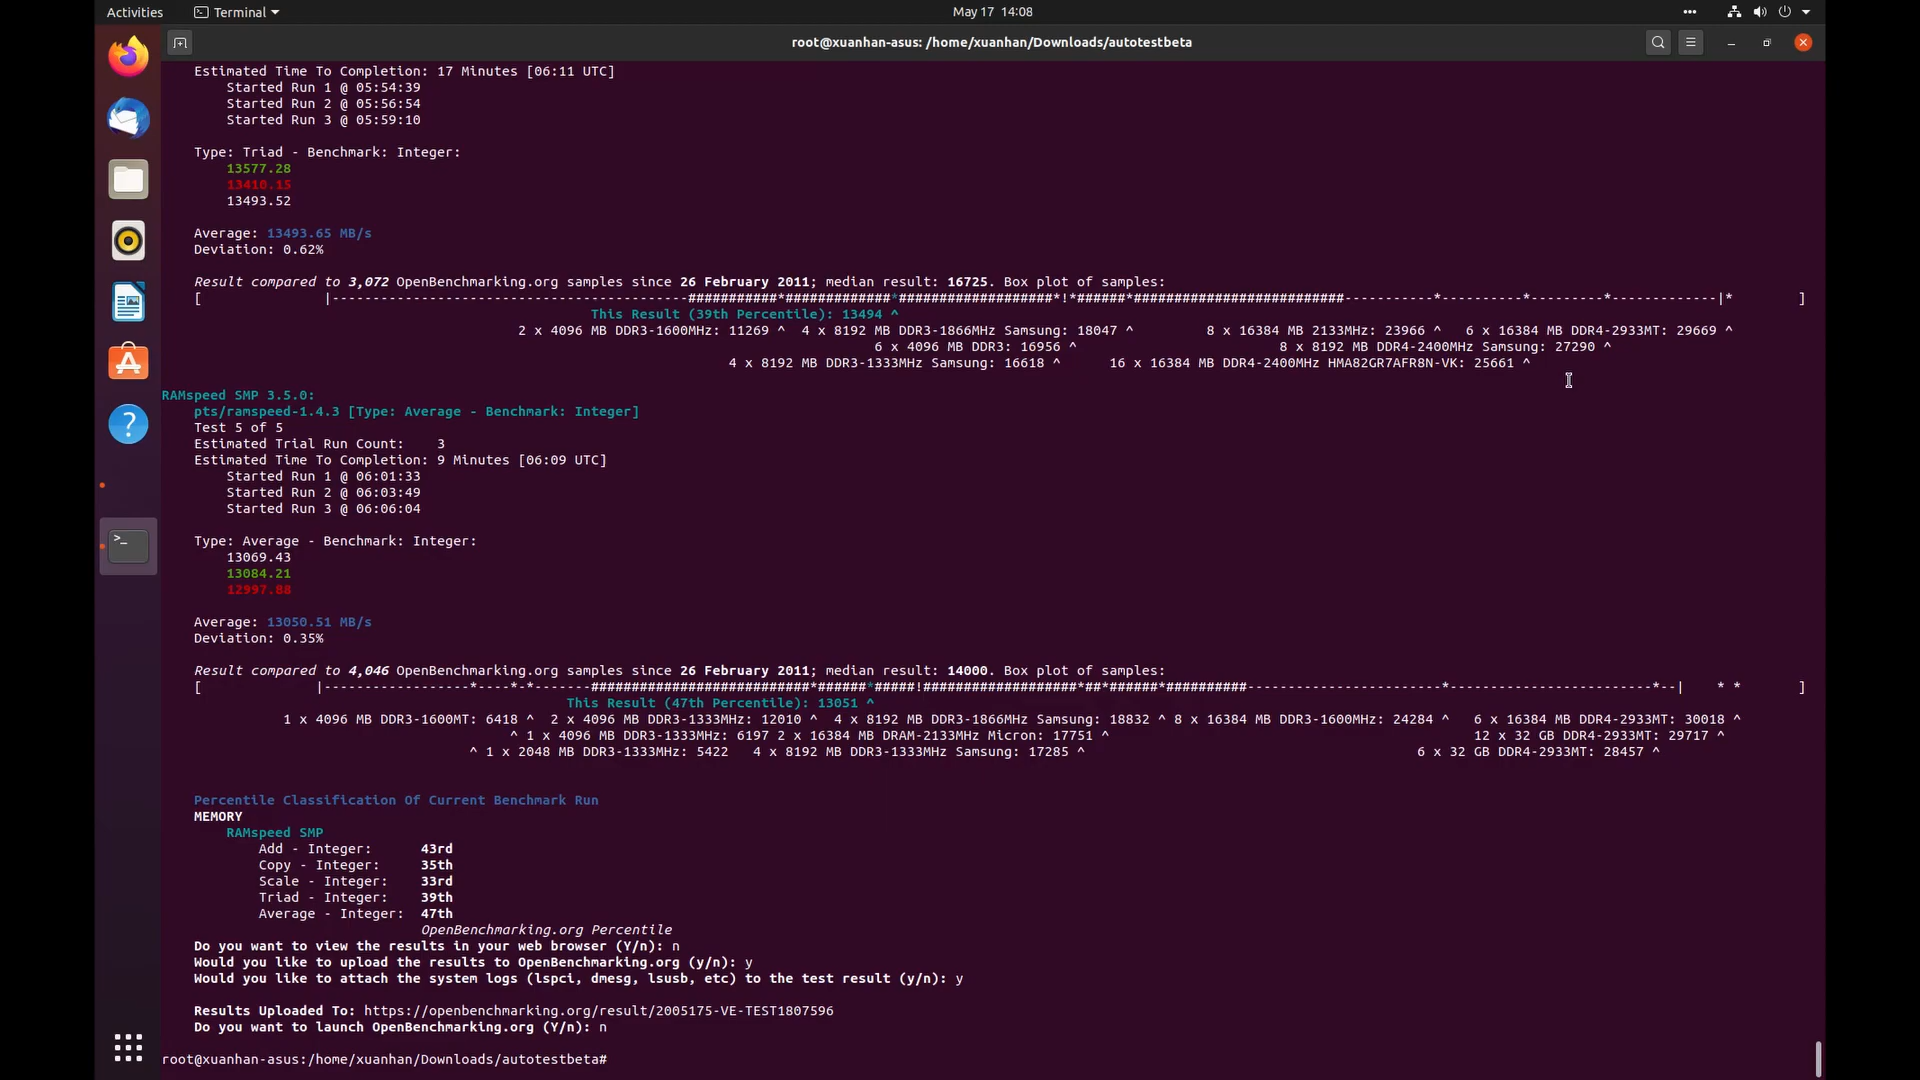 Activities
Terminal
May 17  14:08
root@xuanhan-asus: /home/xuanhan/Downloads/autotestbeta
Estimated Time To Completion: 17 Minutes [06:11 UTC]
Started Run 1 @ 05:54:39
Started Run 2 @ 05:56:54
Started Run 3 @ 05:59:10
Type: Triad - Benchmark: Integer:
13577.28
13410.15
13493.52
Average: 13493.65 MB/s
Deviation: 0.62%
Result compared to 3,072 OpenBenchmarking.org samples since 26 February 2011; median result: 16725. Box plot of samples:
[                |--------------------------------------------###########*#############*###################*!*######*##########################-----------*----------*---------*-------------|*         ]
This Result (39th Percentile): 13494 ^
2 x 4096 MB DDR3-1600MHz: 11269 ^  4 x 8192 MB DDR3-1866MHz Samsung: 18047 ^         8 x 16384 MB 2133MHz: 23966 ^   6 x 16384 MB DDR4-2933MT: 29669 ^
6 x 4096 MB DDR3: 16956 ^                         8 x 8192 MB DDR4-2400MHz Samsung: 27290 ^
4 x 8192 MB DDR3-1333MHz Samsung: 16618 ^      16 x 16384 MB DDR4-2400MHz HMA82GR7AFR8N-VK: 25661 ^
RAMspeed SMP 3.5.0:
pts/ramspeed-1.4.3 [Type: Average - Benchmark: Integer]
Test 5 of 5
Estimated Trial Run Count:    3
Estimated Time To Completion: 9 Minutes [06:09 UTC]
Started Run 1 @ 06:01:33
Started Run 2 @ 06:03:49
Started Run 3 @ 06:06:04
Type: Average - Benchmark: Integer:
13069.43
13084.21
12997.88
Average: 13050.51 MB/s
Deviation: 0.35%
Result compared to 4,046 OpenBenchmarking.org samples since 26 February 2011; median result: 14000. Box plot of samples:
[               |------------------*----*-*-------###########################*######*#####!###################*##*######*##########------------------------*-------------------------*--|    * *       ]
This Result (47th Percentile): 13051 ^
1 x 4096 MB DDR3-1600MT: 6418 ^  2 x 4096 MB DDR3-1333MHz: 12010 ^  4 x 8192 MB DDR3-1866MHz Samsung: 18832 ^ 8 x 16384 MB DDR3-1600MHz: 24284 ^   6 x 16384 MB DDR4-2933MT: 30018 ^
^ 1 x 4096 MB DDR3-1333MHz: 6197 2 x 16384 MB DRAM-2133MHz Micron: 17751 ^                                             12 x 32 GB DDR4-2933MT: 29717 ^
^ 1 x 2048 MB DDR3-1333MHz: 5422   4 x 8192 MB DDR3-1333MHz Samsung: 17285 ^                                         6 x 32 GB DDR4-2933MT: 28457 ^
Percentile Classification Of Current Benchmark Run
MEMORY
RAMspeed SMP
Add - Integer:      43rd
Copy - Integer:     35th
Scale - Integer:    33rd
Triad - Integer:    39th
Average - Integer:  47th
OpenBenchmarking.org Percentile
Do you want to view the results in your web browser (Y/n): n
Would you like to upload the results to OpenBenchmarking.org (y/n): y
Would you like to attach the system logs (lspci, dmesg, lsusb, etc) to the test result (y/n): y
Results Uploaded To: https://openbenchmarking.org/result/2005175-VE-TEST1807596
Do you want to launch OpenBenchmarking.org (Y/n): n
root@xuanhan-asus:/home/xuanhan/Downloads/autotestbeta#